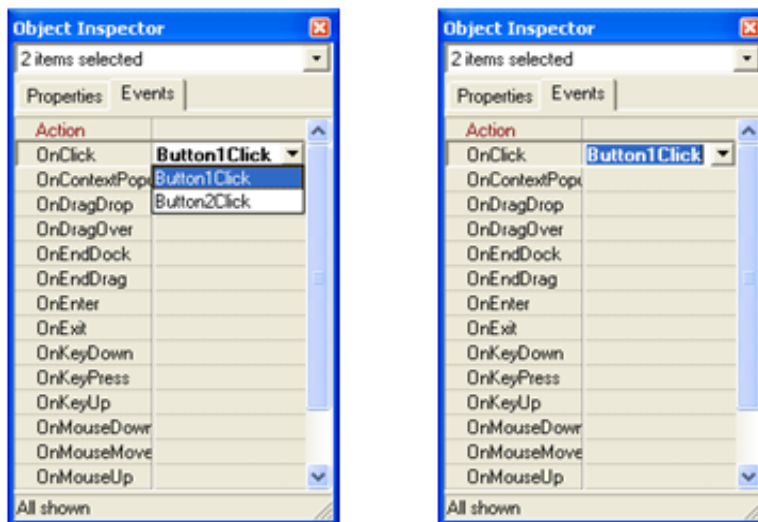 Object Inspector
2 items selected
Properties Events
Action
OnClick Button1Click
OnContextPopu Button1Click
OnDragDrop Button2Click
OnDragOver
OnEndDock
OnEndDrag
OnEnter
OnExit
OnKeyDown
OnKeyPress
OnKeyUp
OnMouseDown
OnMouseMove
OnMouseUp
All shown
Object Inspector
2 items selected
Properties Events
Action
OnClick Button1Click
OnContextPopu
OnDragDrop
OnDragOver
OnEndDock
OnEndDrag
OnEnter
OnExit
OnKeyDown
OnKeyPress
OnKeyUp
OnMouseDown
OnMouseMove
OnMouseUp
All shown